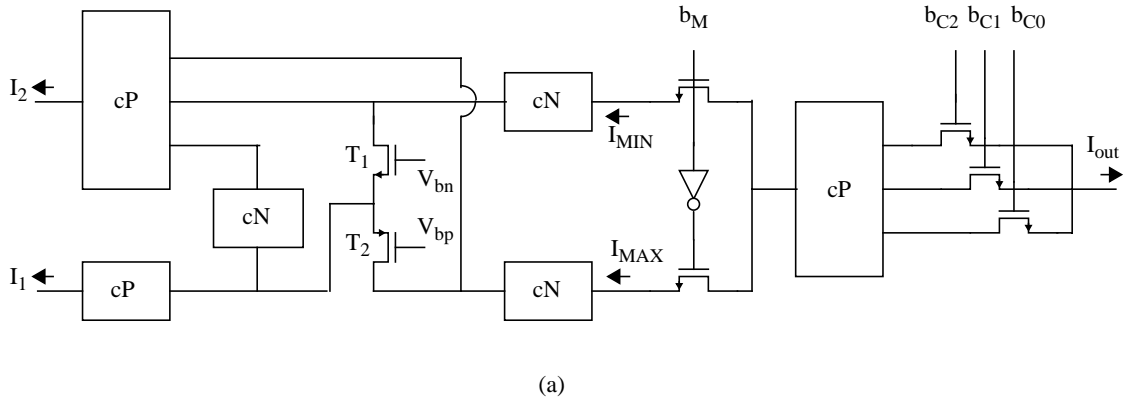 b_M
b_C2 b_C1 b_C0
I_2
cP
cN
I_MIN
T_1
V_bn
cN
T_2
V_bp
cP
I_out
I_1
cP
I_MAX
cN
(a)